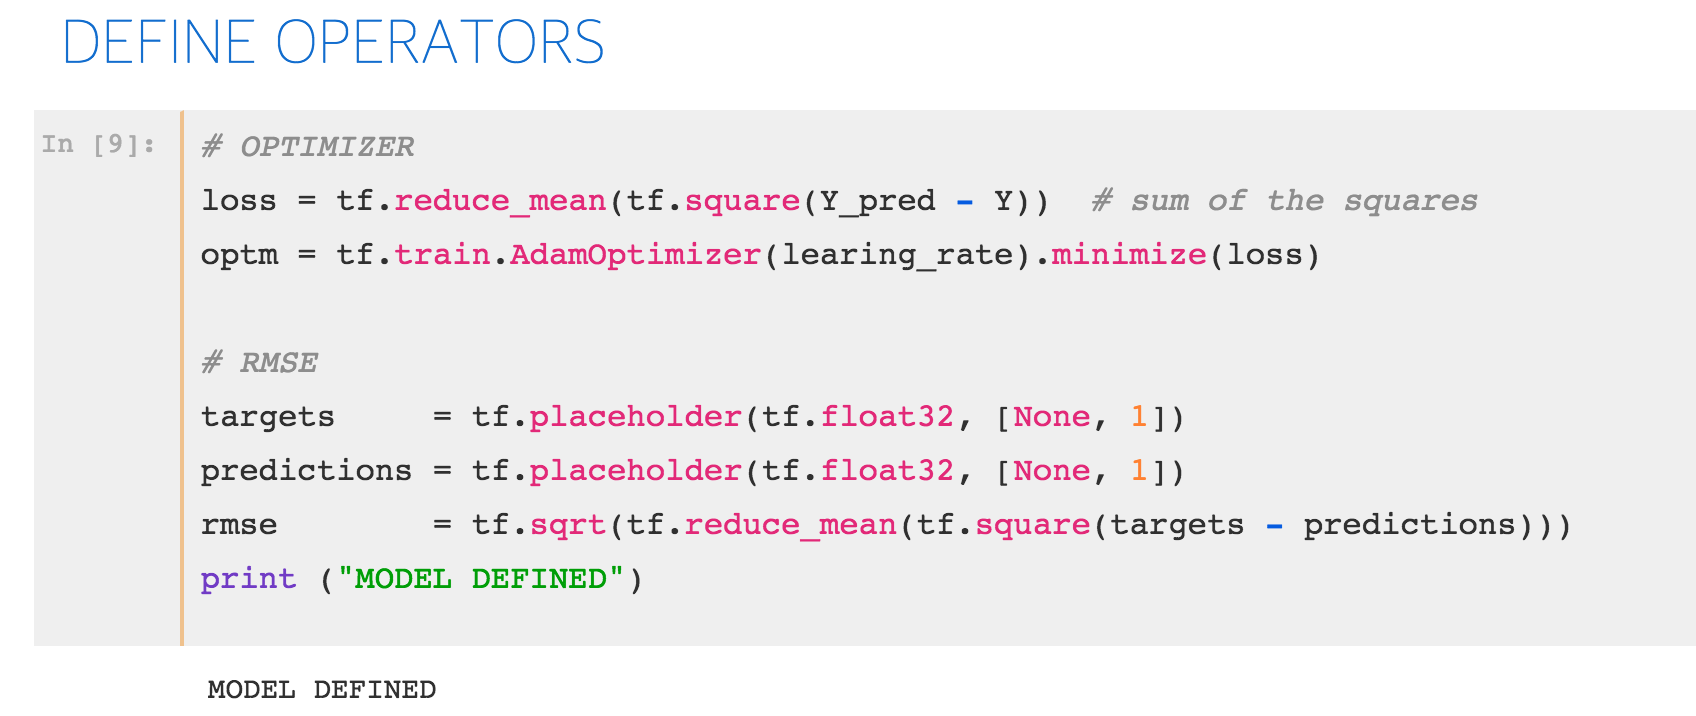 DEFINE OPERATORS
In [9]:
# OPTIMIZER
loss = tf.reduce_mean(tf.square(Y_pred - Y))  # sum of the squares
optm = tf.train.AdamOptimizer(learing_rate).minimize(loss)
# RMSE
targets     = tf.placeholder(tf.float32, [None, 1])
predictions = tf.placeholder(tf.float32, [None, 1])
rmse        = tf.sqrt(tf.reduce_mean(tf.square(targets - predictions)))
print ("MODEL DEFINED")
MODEL DEFINED